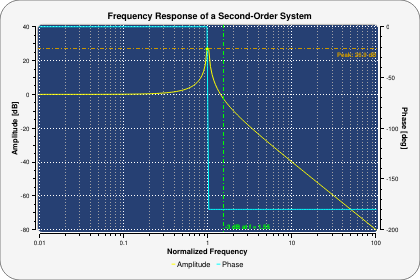 Frequency Response of a Second-Order System
Amplitude [dB]
40
20
0
-20
-40
-60
-80
0
-50
-100
-150
-200
Phase [deg]
0.01
0.1
1
10
100
Normalized Frequency
Amplitude
Phase